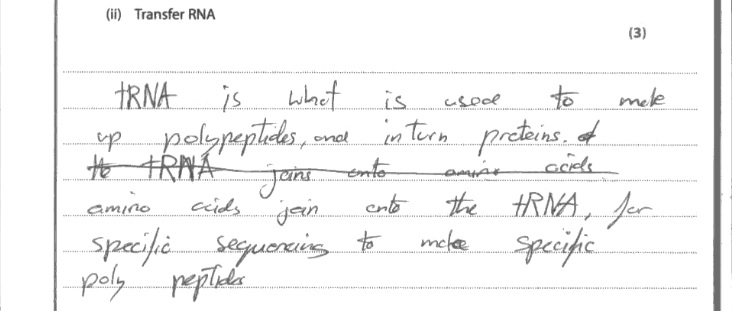 (ii) Transfer RNA
(3)
tRNA is what is used to make
up polypeptides, and in turn proteins.
to tRNA joins onto amino acids
amino acids join onto the tRNA, for
specific sequencing to make specific
poly peptides